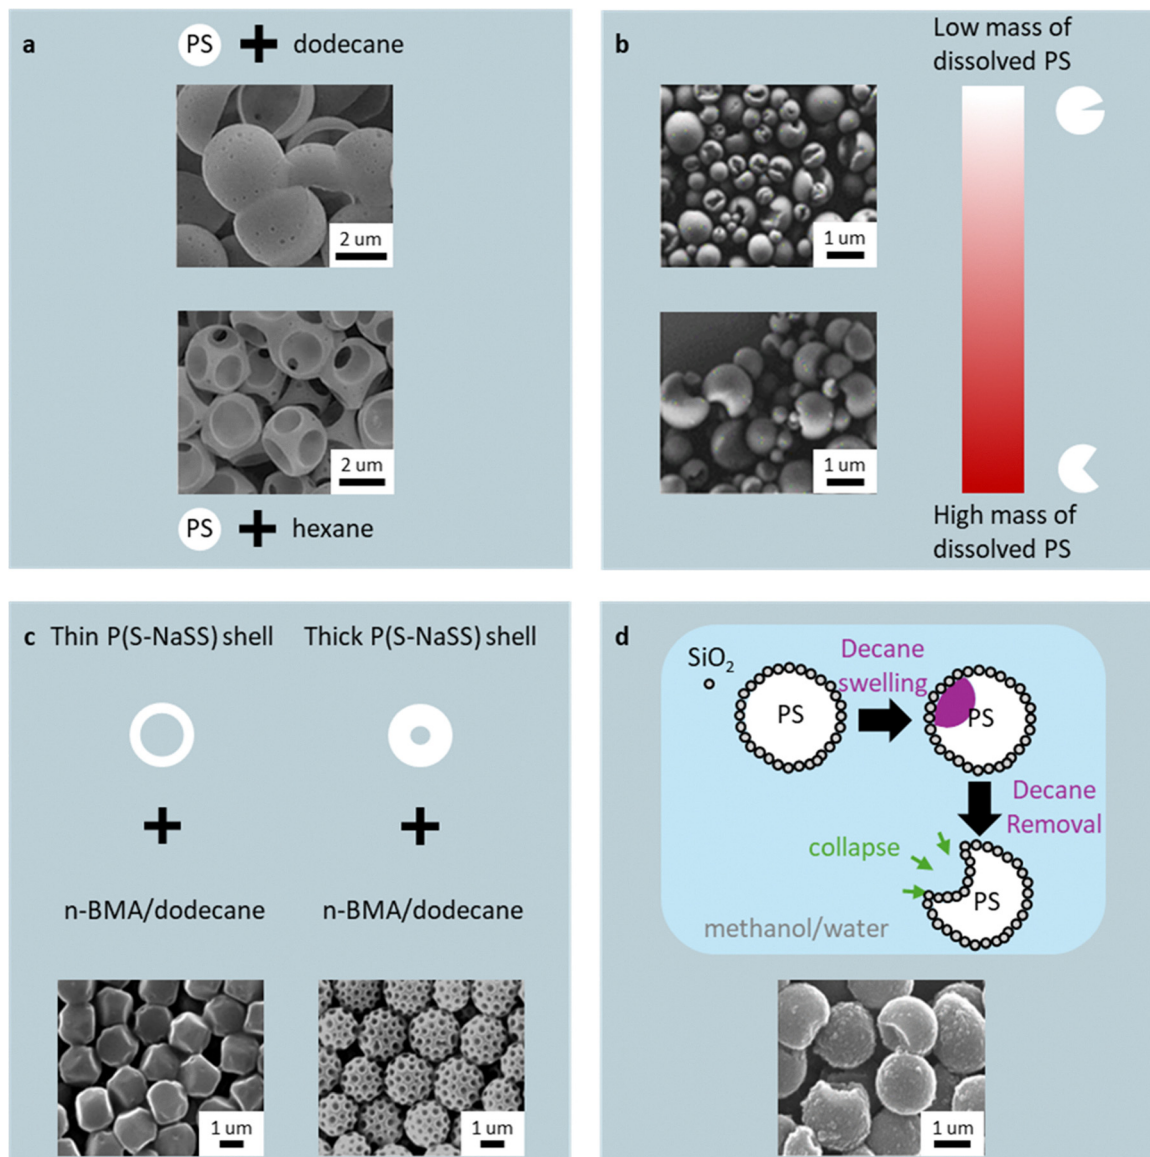 a
PS + dodecane
2 um
2 um
PS + hexane
b
Low mass of
dissolved PS
1 um
1 um
High mass of
dissolved PS
c Thin P(S-NaSS) shell Thick P(S-NaSS) shell
+ +
n-BMA/dodecane n-BMA/dodecane
1 um 1 um
d
SiO₂
Decane
swelling
PS
PS
Decane
Removal
collapse
PS
methanol/water
1 um